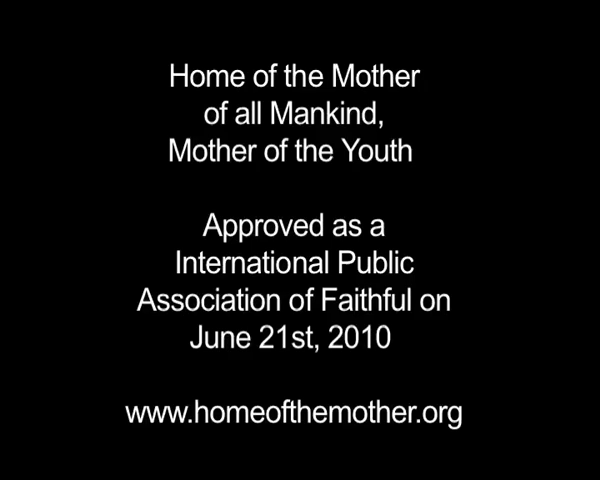 Home of the Mother
of all Mankind,
Mother of the Youth
Approved as a
International Public
Association of Faithful on
June 21st, 2010
www.homeofthemother.org